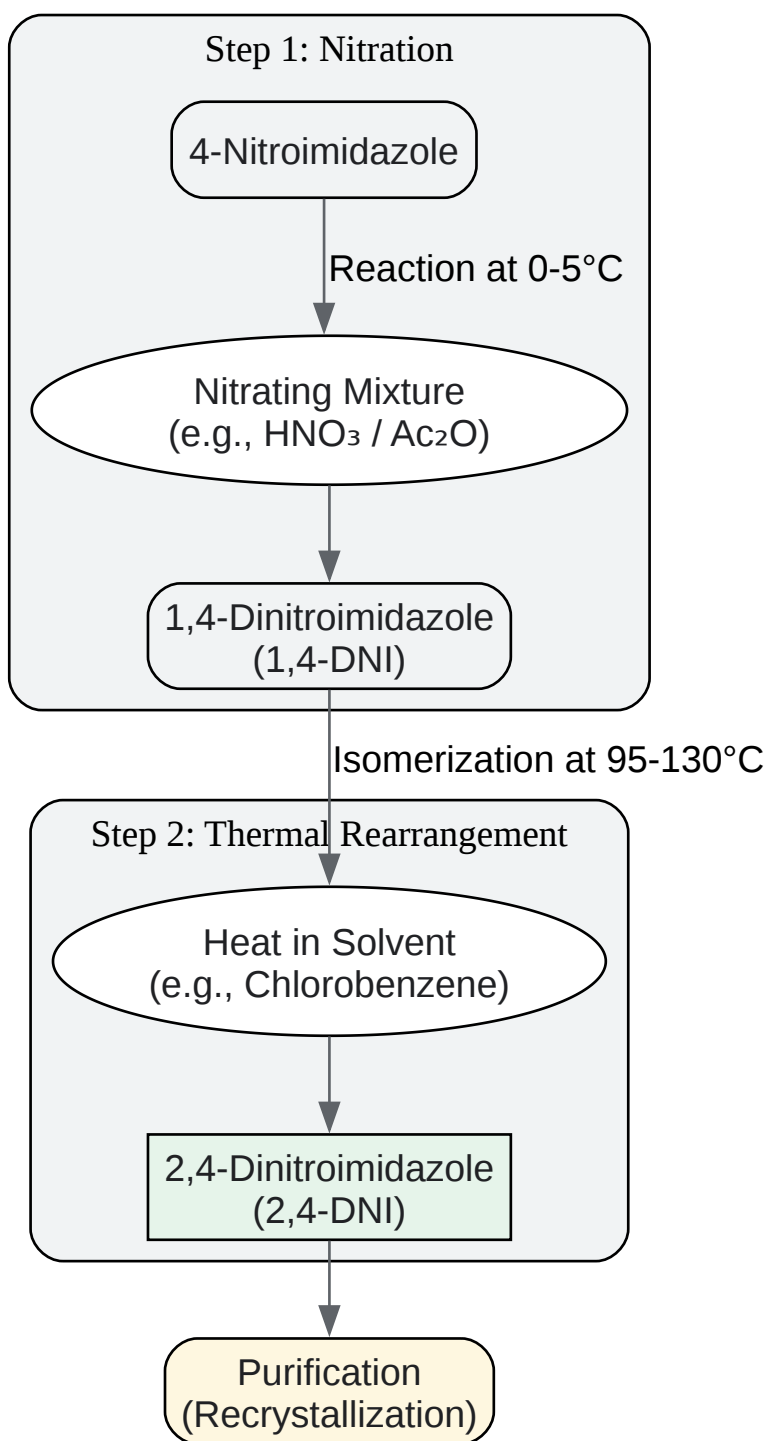 Step 1: Nitration
4-Nitroimidazole
Reaction at 0-5°C
Nitrating Mixture
(e.g., HNO₃ / Ac₂O)
1,4-Dinitroimidazole
(1,4-DNI)
Isomerization at 95-130°C
Step 2: Thermal Rearrangement
Heat in Solvent
(e.g., Chlorobenzene)
2,4-Dinitroimidazole
(2,4-DNI)
Purification
(Recrystallization)